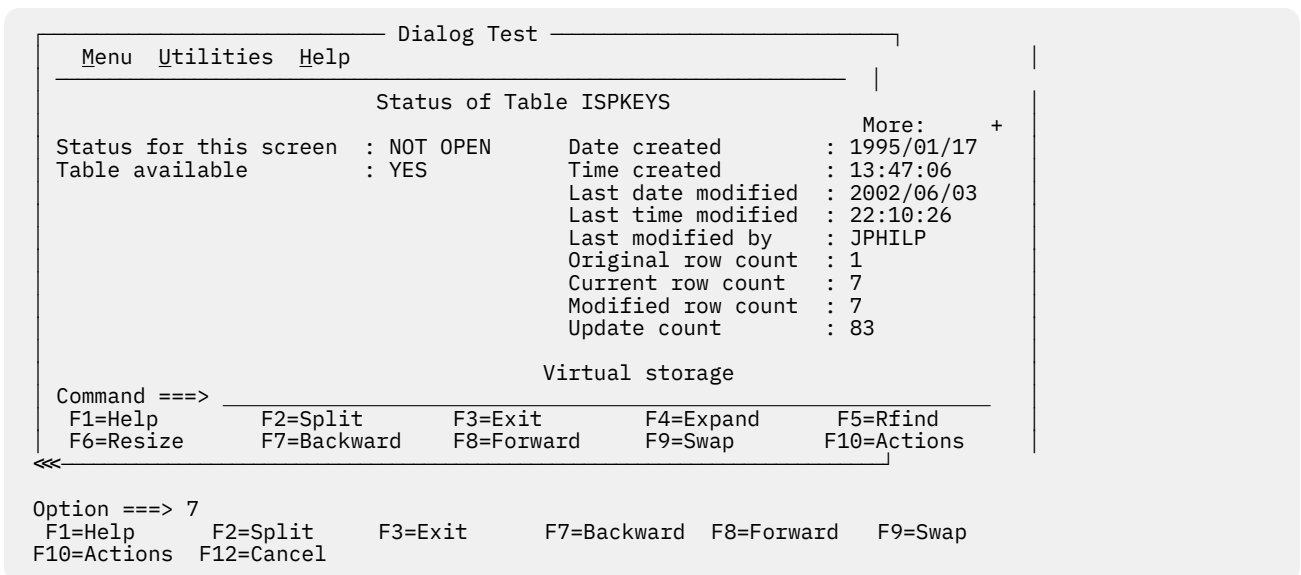 Dialog Test
Menu Utilities Help
Status of Table ISPKEYS
More: +
Status for this screen : NOT OPEN Date created : 1995/01/17
Table available : YES Time created : 13:47:06
Last date modified : 2002/06/03
Last time modified : 22:10:26
Last modified by : JPHILP
Original row count : 1
Current row count : 7
Modified row count : 7
Update count : 83
Virtual storage
Command ===>
F1=Help F2=Split F3=Exit F4=Expand F5=Rfind
F6=Resize F7=Backward F8=Forward F9=Swap F10=Actions
<<<
Option ===> 7
F1=Help F2=Split F3=Exit F7=Backward F8=Forward F9=Swap
F10=Actions F12=Cancel